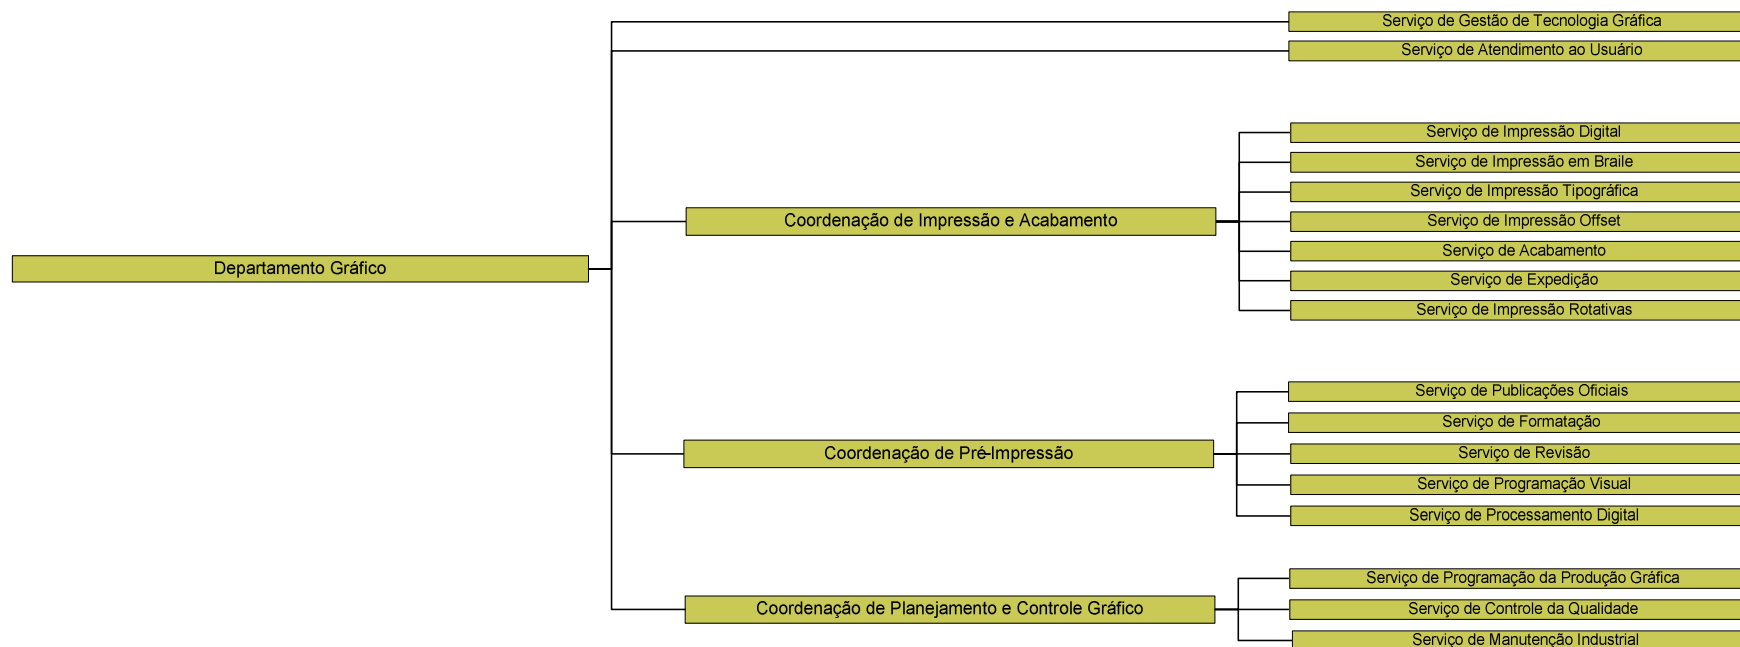 Serviço de Gestão de Tecnologia Gráfica
Serviço de Atendimento ao Usuário
Serviço de Impressão Digital
Serviço de Impressão em Braile
Serviço de Impressão Tipográfica
Coordenação de Impressão e Acabamento
Serviço de Impressão Offset
Serviço de Acabamento
Departamento Gráfico
Serviço de Expedição
Serviço de Impressão Rotativas
Serviço de Publicações Oficiais
Serviço de Formatação
Coordenação de Pré-Impressão
Serviço de Revisão
Serviço de Programação Visual
Serviço de Processamento Digital
Serviço de Programação da Produção Gráfica
Coordenação de Planejamento e Controle Gráfico
Serviço de Controle da Qualidade
Serviço de Manutenção Industrial